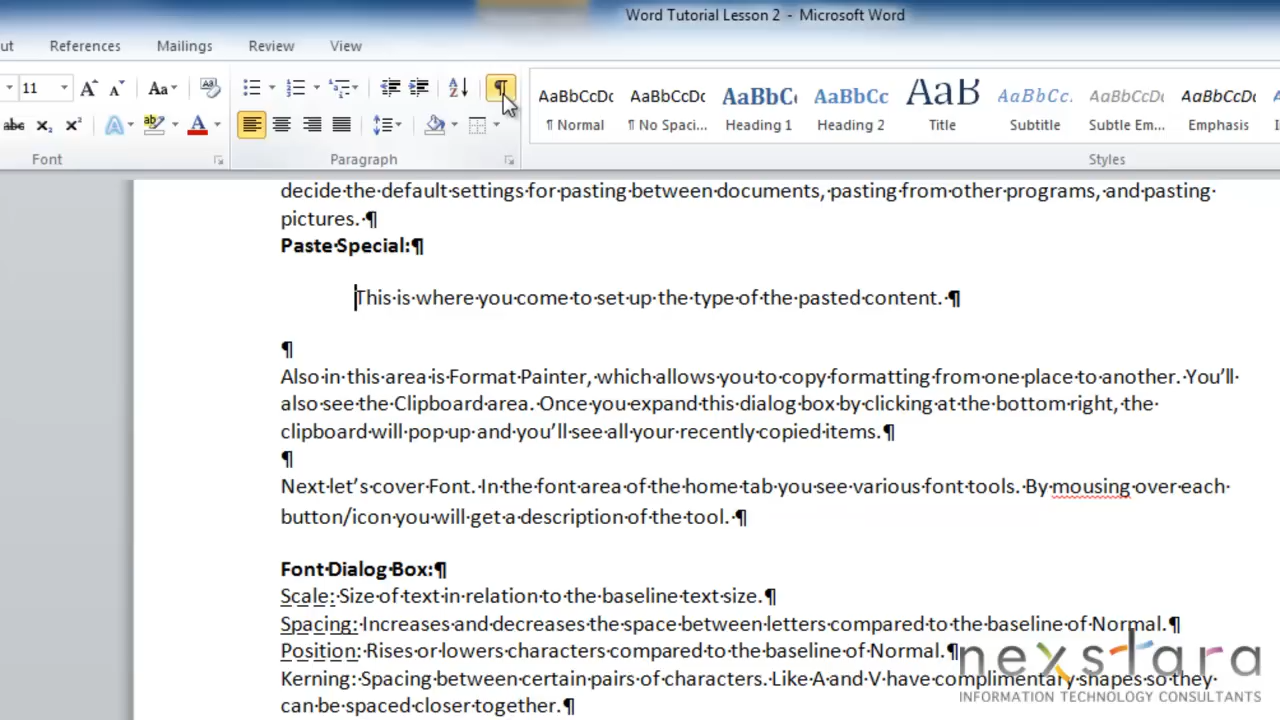 Word Tutorial Lesson 2 - Microsoft Word
ut References Mailings Review View
11 Aa
abc X₂ X² A ab A
Font Paragraph Styles
AaBbCcDc AaBbCcDc AaBbC AaBbCc AaB AaBbCc. AaBbCcDc AaBbCcDc
¶ Normal ¶ No Spaci... Heading 1 Heading 2 Title Subtitle Subtle Em... Emphasis
decide·the·default·settings·for·pasting·between·documents,·pasting·from·other·programs,·and·pasting·
pictures.·¶
Paste·Special:¶
This·is·where·you·come·to·set·up·the·type·of·the·pasted·content.·¶
¶
Also·in·this·area·is·Format·Painter,·which·allows·you·to·copy·formatting·from·one·place·to·another.··You'll·
also·see·the·Clipboard·area.··Once·you·expand·this·dialog·box·by·clicking·at·the·bottom·right,·the·
clipboard·will·pop·up·and·you'll·see·all·your·recently·copied·items.¶
¶
Next·let's·cover·Font.··In·the·font·area·of·the·home·tab·you·see·various·font·tools.··By·mousing·over·each·
button/icon·you·will·get·a·description·of·the·tool.·¶
Font·Dialog·Box:¶
Scale:·Size·of·text·in·relation·to·the·baseline·text·size.¶
Spacing:·Increases·and·decreases·the·space·between·letters·compared·to·the·baseline·of·Normal.¶
Position:·Rises·or·lowers·characters·compared·to·the·baseline·of·Normal.¶
Kerning:·Spacing·between·certain·pairs·of·characters.··Like·A·and·V·have·complimentary·shapes·so·they·
can·be·spaced·closer·together.¶
nexstara
INFORMATION TECHNOLOGY CONSULTANTS